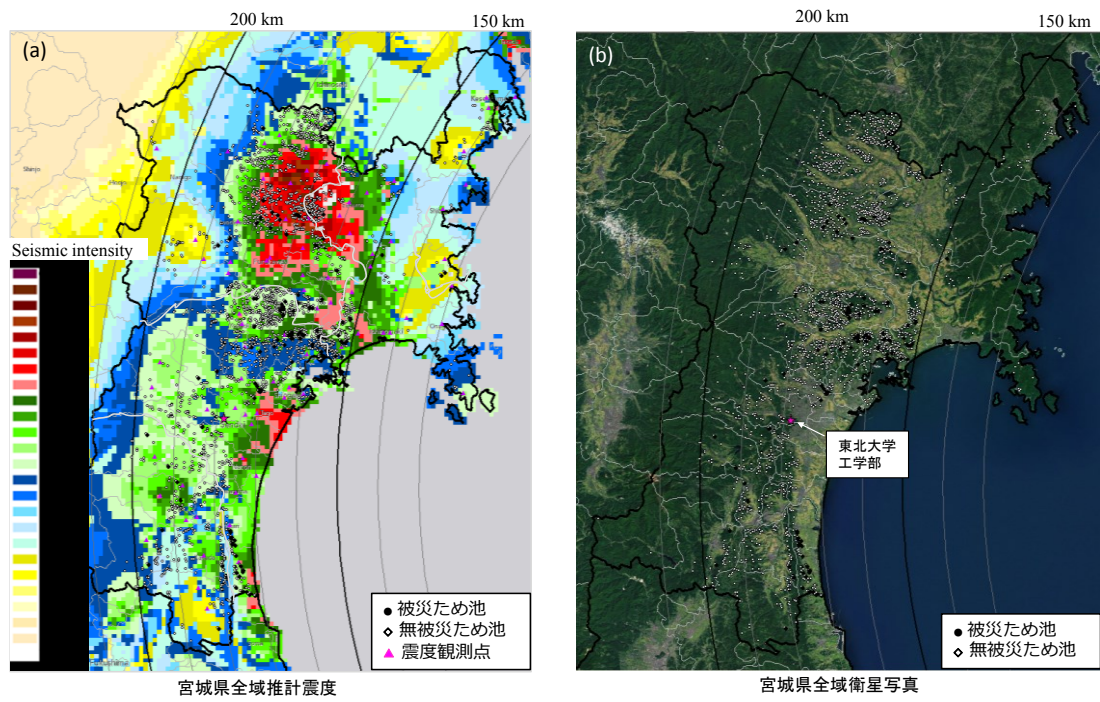 200 km
150 km
(a)
Shinjo
Seismic intensity
● 被災ため池
◇ 無被災ため池
▲ 震度観測点
宮城県全域推計震度
200 km
150 km
(b)
東北大学
工学部
● 被災ため池
◇ 無被災ため池
宮城県全域衛星写真